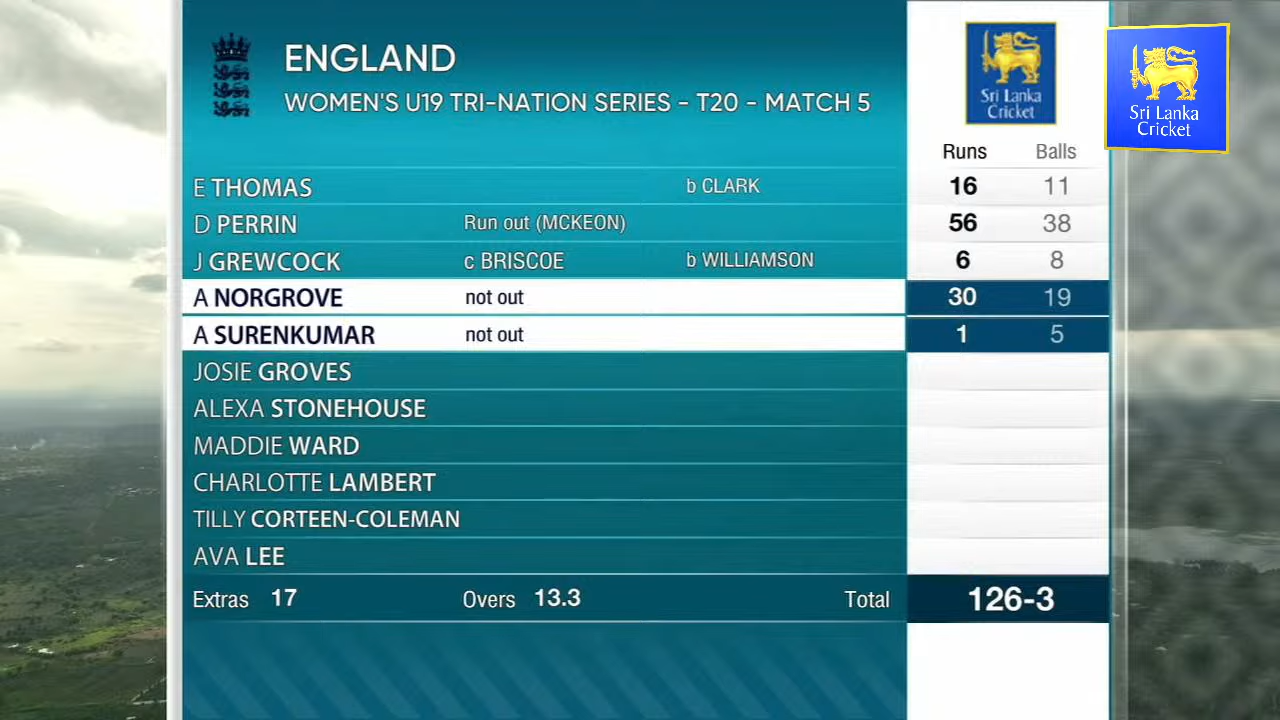 ENGLAND
WOMEN'S U19 TRI-NATION SERIES - T20 - MATCH 5
Sri Lanka
Cricket
Sri Lanka
Cricket
Runs Balls
E THOMAS b CLARK 16 11
D PERRIN Run out (MCKEON) 56 38
J GREWCOCK c BRISCOE b WILLIAMSON 6 8
A NORGROVE not out 30 19
A SURENKUMAR not out 1 5
JOSIE GROVES
ALEXA STONEHOUSE
MADDIE WARD
CHARLOTTE LAMBERT
TILLY CORTEEN-COLEMAN
AVA LEE
Extras 17 Overs 13.3 Total 126-3